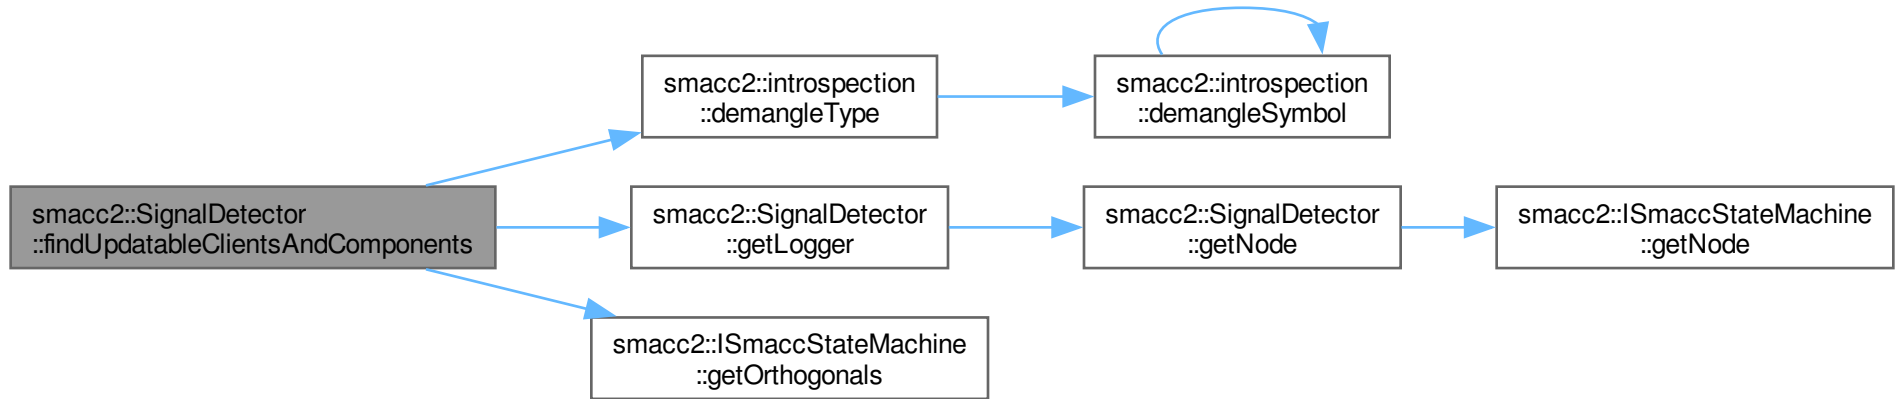 smacc2::SignalDetector
::findUpdatableClientsAndComponents
smacc2::introspection
::demangleType
smacc2::introspection
::demangleSymbol
smacc2::SignalDetector
::getLogger
smacc2::SignalDetector
::getNode
smacc2::ISmaccStateMachine
::getNode
smacc2::ISmaccStateMachine
::getOrthogonals